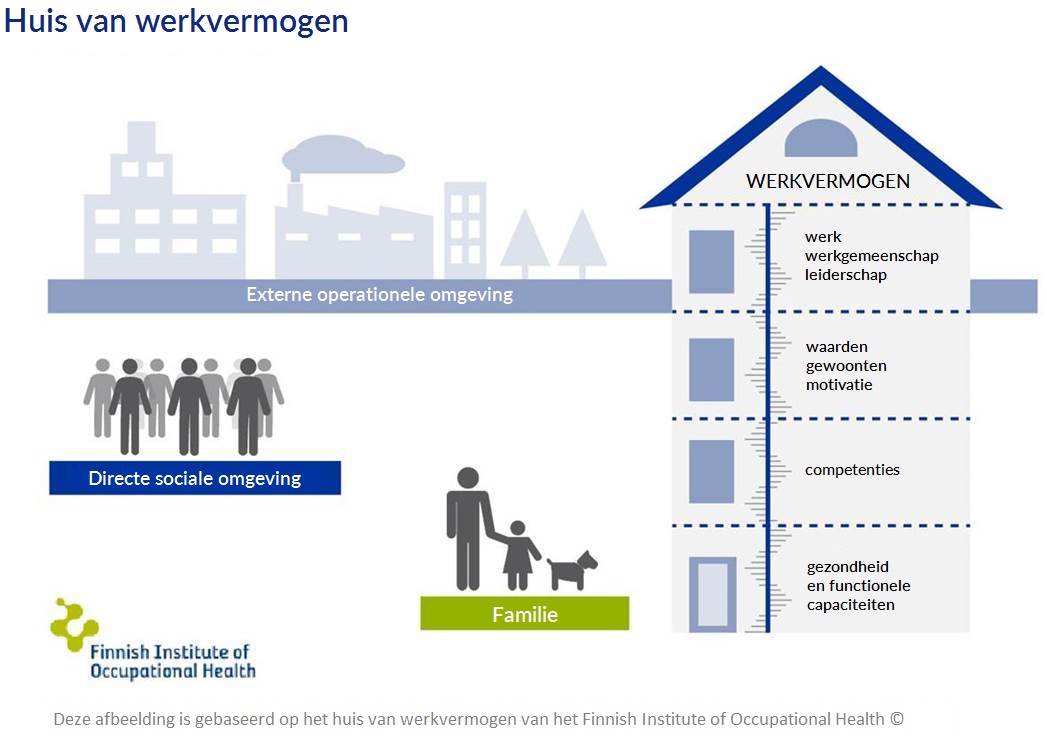 Huis van werkvermogen
WERKVERMOGEN
werk
werkgemeenschap
leiderschap
Externe operationele omgeving
waarden
gewoonten
motivatie
Directe sociale omgeving
competenties
gezondheid
en functionele
capaciteiten
Familie
Finnish Institute of
Occupational Health
Deze afbeelding is gebaseerd op het huis van werkvermogen van het Finnish Institute of Occupational Health ©